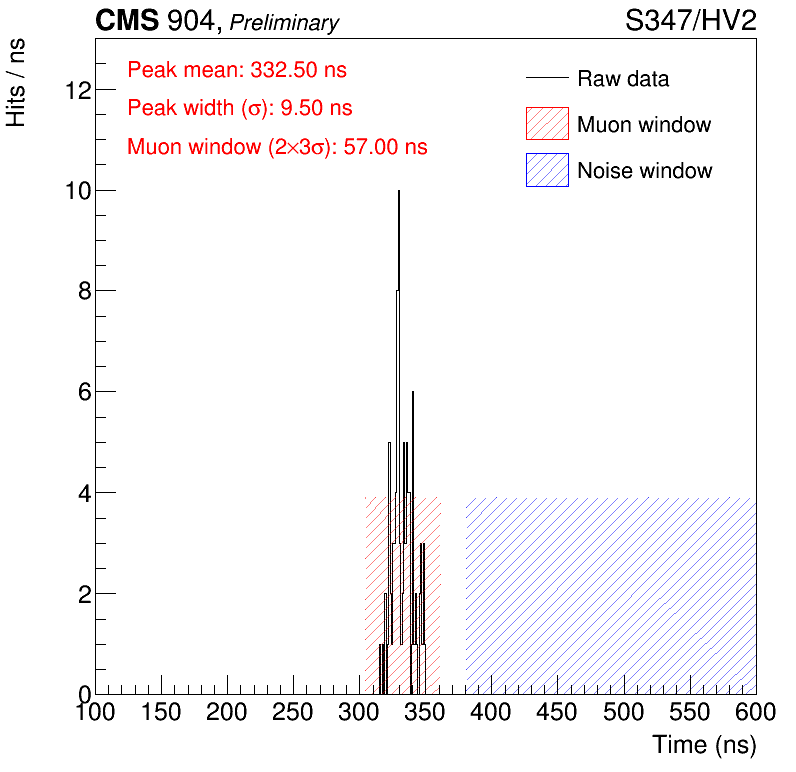 CMS 904, Preliminary
S347/HV2
Hits / ns
Peak mean: 332.50 ns
Peak width (σ): 9.50 ns
Muon window (2×3σ): 57.00 ns
Raw data
Muon window
Noise window
12
10
8
6
4
2
0
100 150 200 250 300 350 400 450 500 550 600
Time (ns)